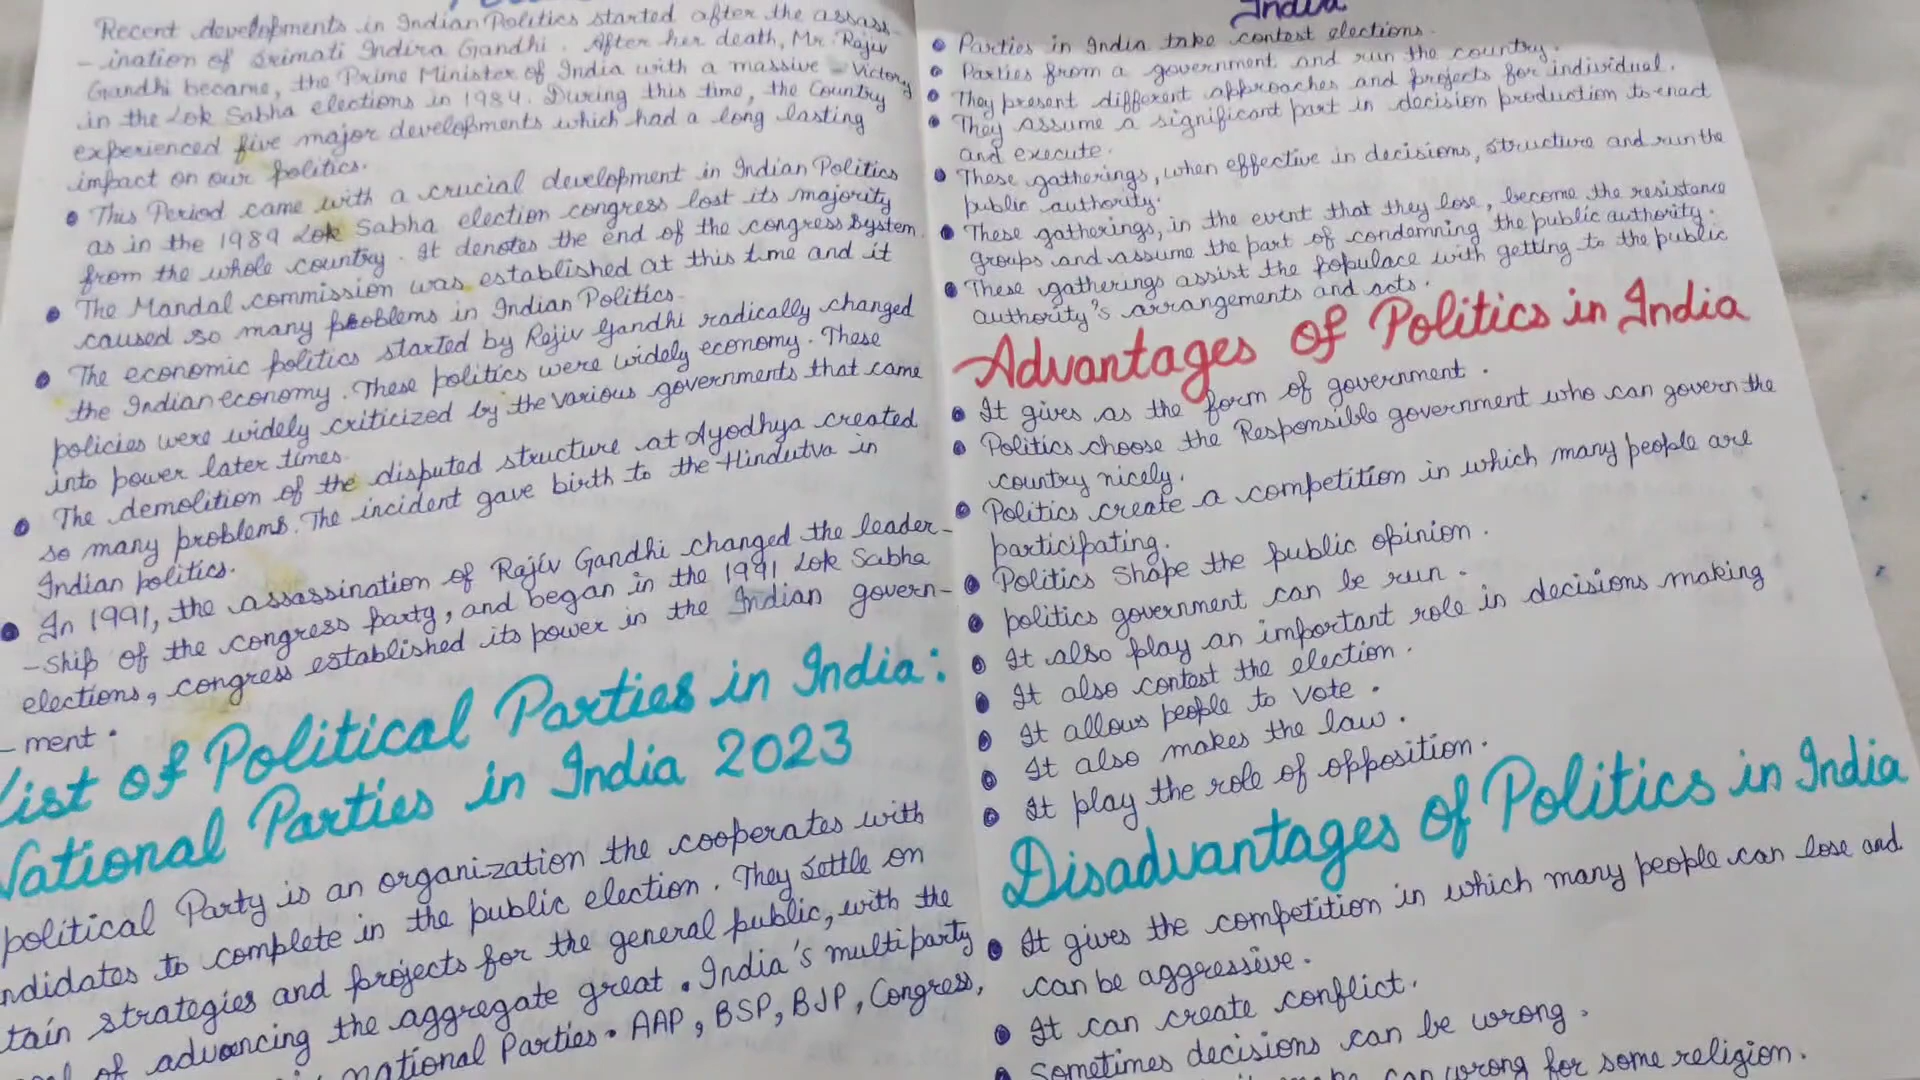 Recent developments in Indian Politics started after the assass
-ination of Srimati Indira Gandhi. After her death, Mr. Rajiv
Gandhi became, the Prime Minister of India with a massive - Victory
in the Lok Sabha elections in 1984. During this time, the Country
experienced five major developments which had a long lasting
impact on our politics.
This Period came with a crucial development in Indian Politics
as in the 1989 Lok Sabha election congress lost its majority
from the whole country. It denotes the end of the congress System.
The Mandal commission was established at this time and it
caused so many problems in Indian Politics.
The economic politics started by Rajiv Gandhi radically changed
the Indian economy. These politics were widely economy. These
policies were widely criticized by the various governments that came
into power later times.
The demolition of the disputed structure at Ayodhya created
so many problems. The incident gave birth to the Hindutva in
Indian politics.
In 1991, the assassination of Rajiv Gandhi changed the leader-
-ship of the congress party, and began in the 1991 Lok Sabha
elections, congress established its power in the Indian govern-
-ment.
List of Political Parties in India:
National Parties in India 2023
political Party is an organization the cooperates with
ndidates to complete in the public election. They settle on
tain strategies and projects for the general public, with the
of advancing the aggregate great. India's multiparty
national Parties. AAP, BSP, BJP, Congress,
India
Parties in India take contest elections.
Parties from a government and run the country.
They present different approaches and projects for individual.
They assume a significant part in decision production to enact
and execute.
These gatherings, when effective in decisions, structure and run the
public authority.
These gatherings, in the event that they lose, become the resistance
groups and assume the part of condemning the public authority.
These gatherings assist the populace with getting to the public
authority's arrangements and acts.
Advantages of Politics in India
It gives as the form of government.
Politics choose the Responsible government who can govern the
country nicely.
Politics create a competition in which many people are
participating.
Politics Shape the public opinion.
politics government can be run.
It also play an important role in decisions making
It also contest the election.
It allows people to vote.
It also makes the law.
It play the role of opposition.
Disadvantages of Politics in India
It gives the competition in which many people can lose and
can be aggressive.
It can create conflict.
Sometimes decisions can be wrong.
can wrong for some religion.